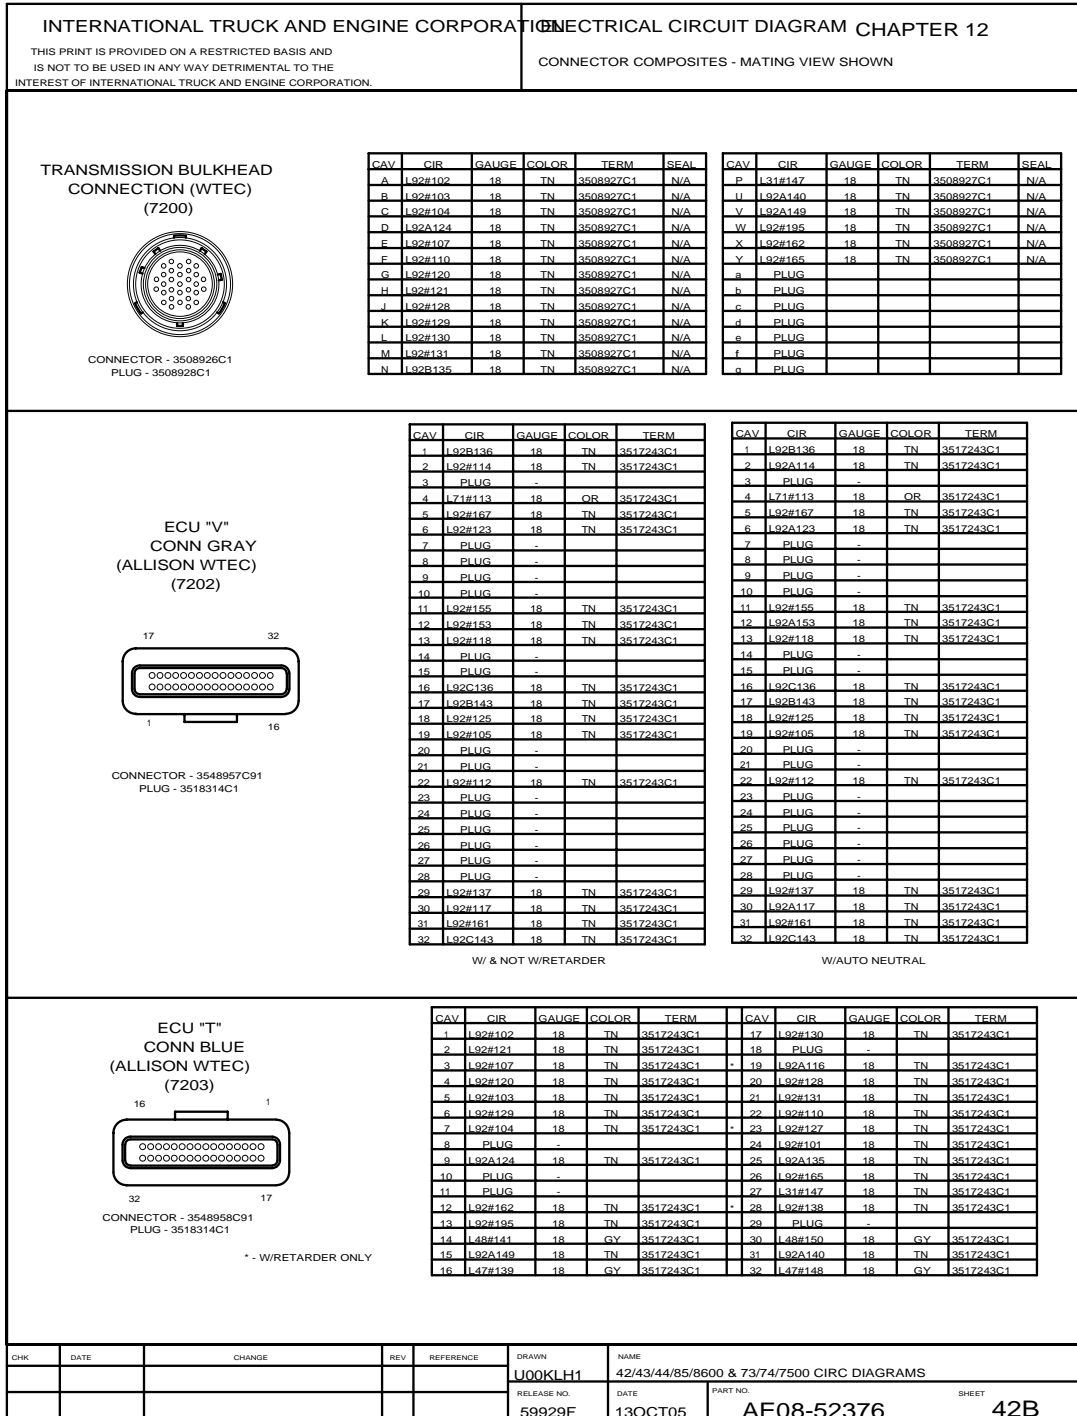 INTERNATIONAL TRUCK AND ENGINE CORPORATION
THIS PRINT IS PROVIDED ON A RESTRICTED BASIS AND
IS NOT TO BE USED IN ANY WAY DETRIMENTAL TO THE
INTEREST OF INTERNATIONAL TRUCK AND ENGINE CORPORATION.
ELECTRICAL CIRCUIT DIAGRAM CHAPTER 12
CONNECTOR COMPOSITES - MATING VIEW SHOWN
TRANSMISSION BULKHEAD
CONNECTION (WTEC)
(7200)
CONNECTOR - 3508926C1
PLUG - 3508928C1
CAV CIR GAUGE COLOR TERM SEAL
A L92#102 18 TN 3508927C1 N/A
B L92#103 18 TN 3508927C1 N/A
C L92#104 18 TN 3508927C1 N/A
D L92A124 18 TN 3508927C1 N/A
E L92#107 18 TN 3508927C1 N/A
F L92#110 18 TN 3508927C1 N/A
G L92#120 18 TN 3508927C1 N/A
H L92#121 18 TN 3508927C1 N/A
J L92#128 18 TN 3508927C1 N/A
K L92#129 18 TN 3508927C1 N/A
L L92#130 18 TN 3508927C1 N/A
M L92#131 18 TN 3508927C1 N/A
N L92B135 18 TN 3508927C1 N/A
CAV CIR GAUGE COLOR TERM SEAL
P L31#147 18 TN 3508927C1 N/A
U L92A140 18 TN 3508927C1 N/A
V L92A149 18 TN 3508927C1 N/A
W L92#195 18 TN 3508927C1 N/A
X L92#162 18 TN 3508927C1 N/A
Y L92#165 18 TN 3508927C1 N/A
a PLUG
b PLUG
c PLUG
d PLUG
e PLUG
f PLUG
g PLUG
ECU "V"
CONN GRAY
(ALLISON WTEC)
(7202)
17 32
1 16
CONNECTOR - 3548957C91
PLUG - 3518314C1
CAV CIR GAUGE COLOR TERM
1 L92B136 18 TN 3517243C1
2 L92#114 18 TN 3517243C1
3 PLUG -
4 L71#113 18 OR 3517243C1
5 L92#167 18 TN 3517243C1
6 L92#123 18 TN 3517243C1
7 PLUG -
8 PLUG -
9 PLUG -
10 PLUG -
11 L92#155 18 TN 3517243C1
12 L92#153 18 TN 3517243C1
13 L92#118 18 TN 3517243C1
14 PLUG -
15 PLUG -
16 L92C136 18 TN 3517243C1
17 L92B143 18 TN 3517243C1
18 L92#125 18 TN 3517243C1
19 L92#105 18 TN 3517243C1
20 PLUG -
21 PLUG -
22 L92#112 18 TN 3517243C1
23 PLUG -
24 PLUG -
25 PLUG -
26 PLUG -
27 PLUG -
28 PLUG -
29 L92#137 18 TN 3517243C1
30 L92#117 18 TN 3517243C1
31 L92#161 18 TN 3517243C1
32 L92C143 18 TN 3517243C1
W/ & NOT W/RETARDER
CAV CIR GAUGE COLOR TERM
1 L92B136 18 TN 3517243C1
2 L92A114 18 TN 3517243C1
3 PLUG -
4 L71#113 18 OR 3517243C1
5 L92#167 18 TN 3517243C1
6 L92A123 18 TN 3517243C1
7 PLUG -
8 PLUG -
9 PLUG -
10 PLUG -
11 L92#155 18 TN 3517243C1
12 L92A153 18 TN 3517243C1
13 L92#118 18 TN 3517243C1
14 PLUG -
15 PLUG -
16 L92C136 18 TN 3517243C1
17 L92B143 18 TN 3517243C1
18 L92#125 18 TN 3517243C1
19 L92#105 18 TN 3517243C1
20 PLUG -
21 PLUG -
22 L92#112 18 TN 3517243C1
23 PLUG -
24 PLUG -
25 PLUG -
26 PLUG -
27 PLUG -
28 PLUG -
29 L92#137 18 TN 3517243C1
30 L92A117 18 TN 3517243C1
31 L92#161 18 TN 3517243C1
32 L92C143 18 TN 3517243C1
W/AUTO NEUTRAL
ECU "T"
CONN BLUE
(ALLISON WTEC)
(7203)
16 1
32 17
CONNECTOR - 3548958C91
PLUG - 3518314C1
* - W/RETARDER ONLY
CAV CIR GAUGE COLOR TERM CAV CIR GAUGE COLOR TERM
1 L92#102 18 TN 3517243C1 17 L92#130 18 TN 3517243C1
2 L92#121 18 TN 3517243C1 18 PLUG -
3 L92#107 18 TN 3517243C1 * 19 L92A116 18 TN 3517243C1
4 L92#120 18 TN 3517243C1 20 L92#128 18 TN 3517243C1
5 L92#103 18 TN 3517243C1 21 L92#131 18 TN 3517243C1
6 L92#129 18 TN 3517243C1 22 L92#110 18 TN 3517243C1
7 L92#104 18 TN 3517243C1 * 23 L92#127 18 TN 3517243C1
8 PLUG - 24 L92#101 18 TN 3517243C1
9 L92A124 18 TN 3517243C1 25 L92A135 18 TN 3517243C1
10 PLUG - 26 L92#165 18 TN 3517243C1
11 PLUG - 27 L31#147 18 TN 3517243C1
12 L92#162 18 TN 3517243C1 * 28 L92#138 18 TN 3517243C1
13 L92#195 18 TN 3517243C1 29 PLUG -
14 L48#141 18 GY 3517243C1 30 L48#150 18 GY 3517243C1
15 L92A149 18 TN 3517243C1 31 L92A140 18 TN 3517243C1
16 L47#139 18 GY 3517243C1 32 L47#148 18 GY 3517243C1
CHK DATE CHANGE REV REFERENCE
DRAWN
U00KLH1
NAME
42/43/44/85/8600 & 73/74/7500 CIRC DIAGRAMS
RELEASE NO.
59929F
DATE
13OCT05
PART NO.
AE08-52376
SHEET
42B